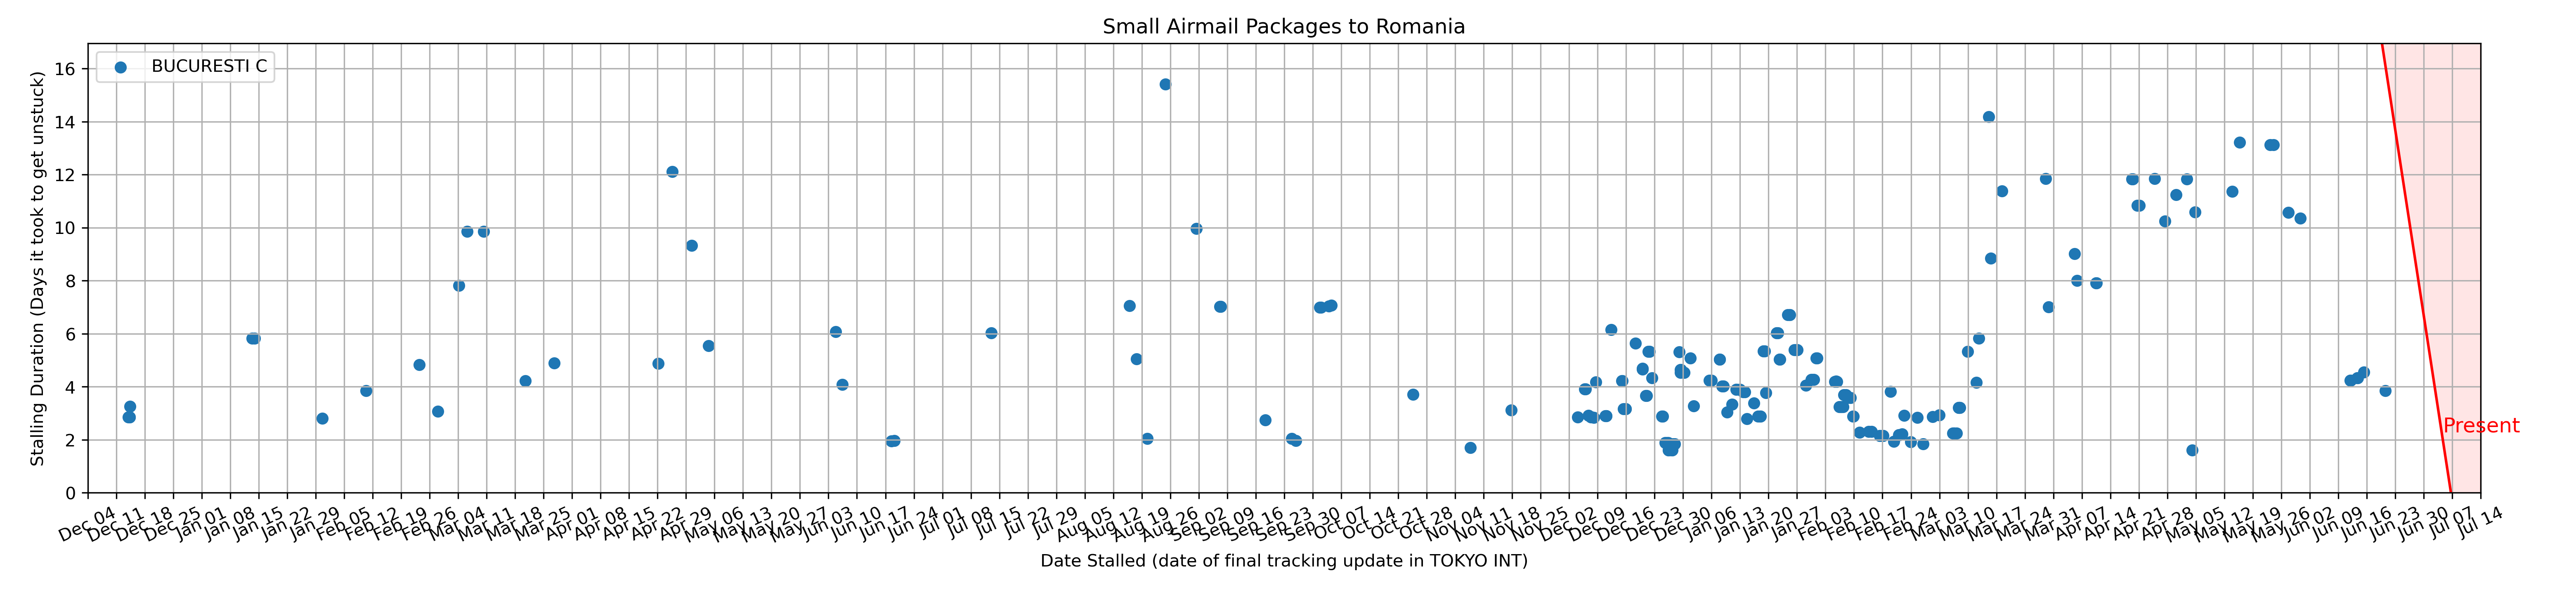 Small Airmail Packages to Romania
BUCURESTI C
Stalling Duration (Days it took to get unstuck)
16
14
12
10
8
6
4
2
0
Present
Dec 04 Dec 11 Dec 18 Dec 25 Jan 01 Jan 08 Jan 15 Jan 22 Jan 29 Feb 05 Feb 12 Feb 19 Feb 26 Mar 04 Mar 11 Mar 18 Mar 25 Apr 01 Apr 08 Apr 15 Apr 22 Apr 29 May 06 May 13 May 20 May 27 Jun 03 Jun 10 Jun 17 Jun 24 Jul 01 Jul 08 Jul 15 Jul 22 Jul 29 Aug 05 Aug 12 Aug 19 Aug 26 Sep 02 Sep 09 Sep 16 Sep 23 Sep 30 Oct 07 Oct 14 Oct 21 Oct 28 Nov 04 Nov 11 Nov 18 Nov 25 Dec 02 Dec 09 Dec 16 Dec 23 Dec 30 Jan 06 Jan 13 Jan 20 Jan 27 Feb 03 Feb 10 Feb 17 Feb 24 Mar 03 Mar 10 Mar 17 Mar 24 Mar 31 Apr 07 Apr 14 Apr 21 Apr 28 May 05 May 12 May 19 May 26 Jun 02 Jun 09 Jun 16 Jun 23 Jun 30 Jul 07 Jul 14
Date Stalled (date of final tracking update in TOKYO INT)